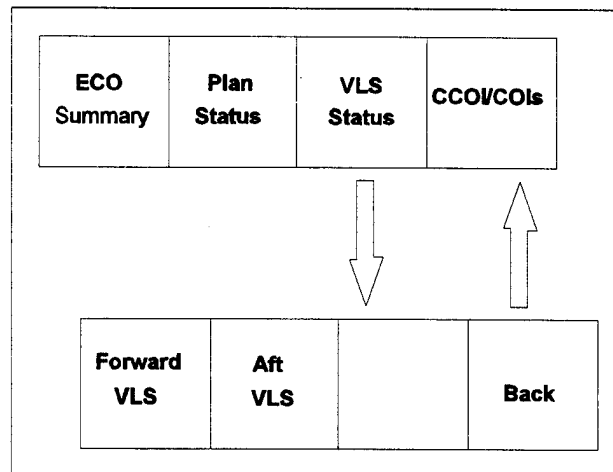 ECO Plan VLS CCOI/COIs
Summary Status Status
Forward Aft
VLS VLS Back